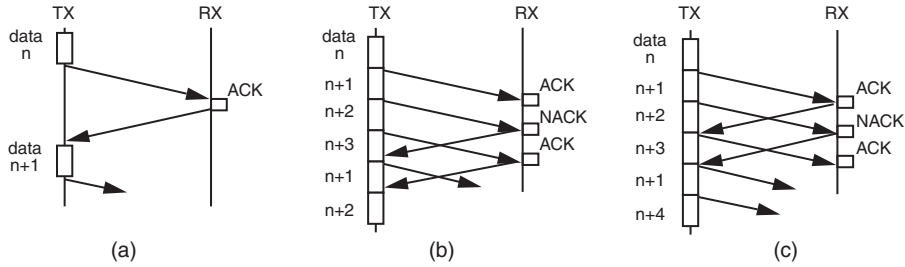 TX RX
data
n
ACK
data
n+1
(a)
TX RX
data
n
n+1
ACK
n+2
NACK
n+3
ACK
n+1
n+2
(b)
TX RX
data
n
n+1
ACK
n+2
NACK
n+3
ACK
n+1
n+4
(c)